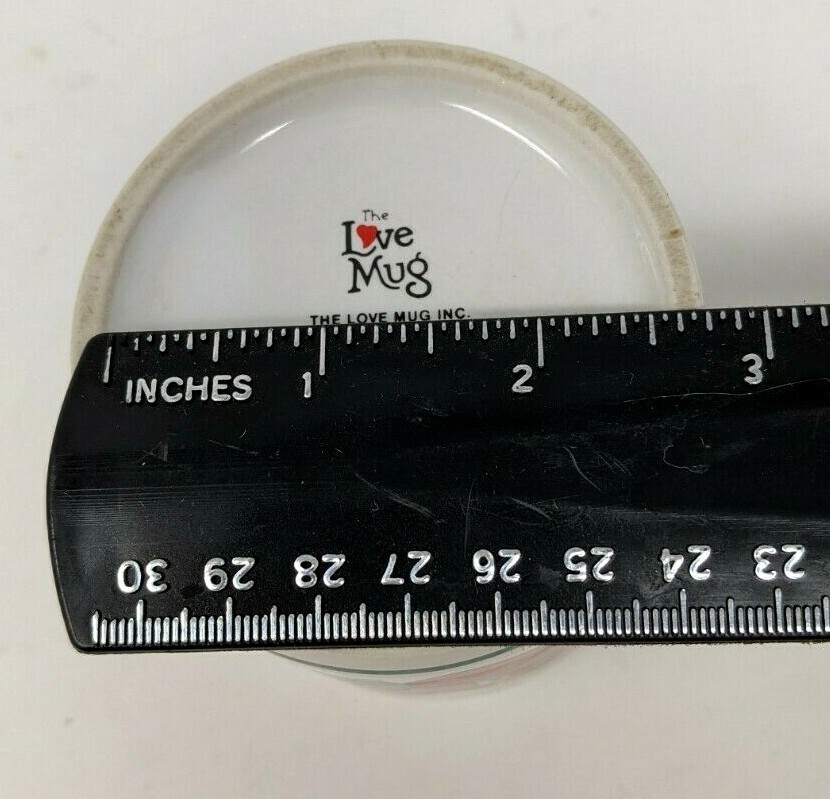 The
Love
Mug
THE LOVE MUG INC.
INCHES 1 2 3
30 29 28 27 26 25 24 23